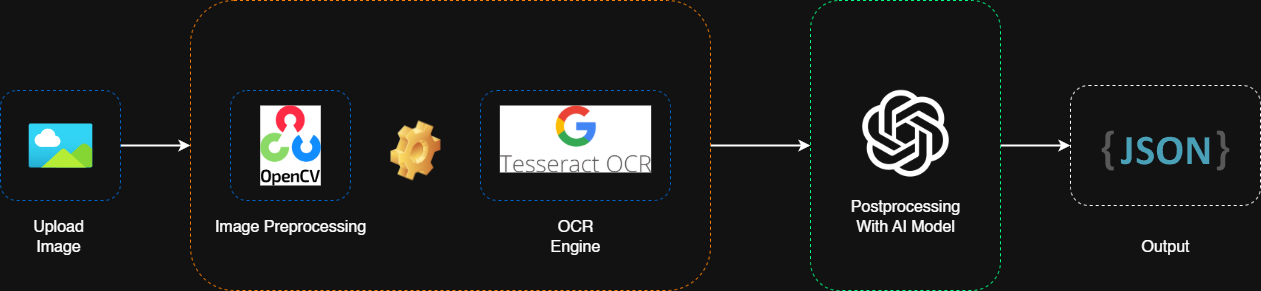 OpenCV
Tesseract OCR
{JSON}
Upload
Image
Image Preprocessing
OCR
Engine
Postprocessing
With AI Model
Output